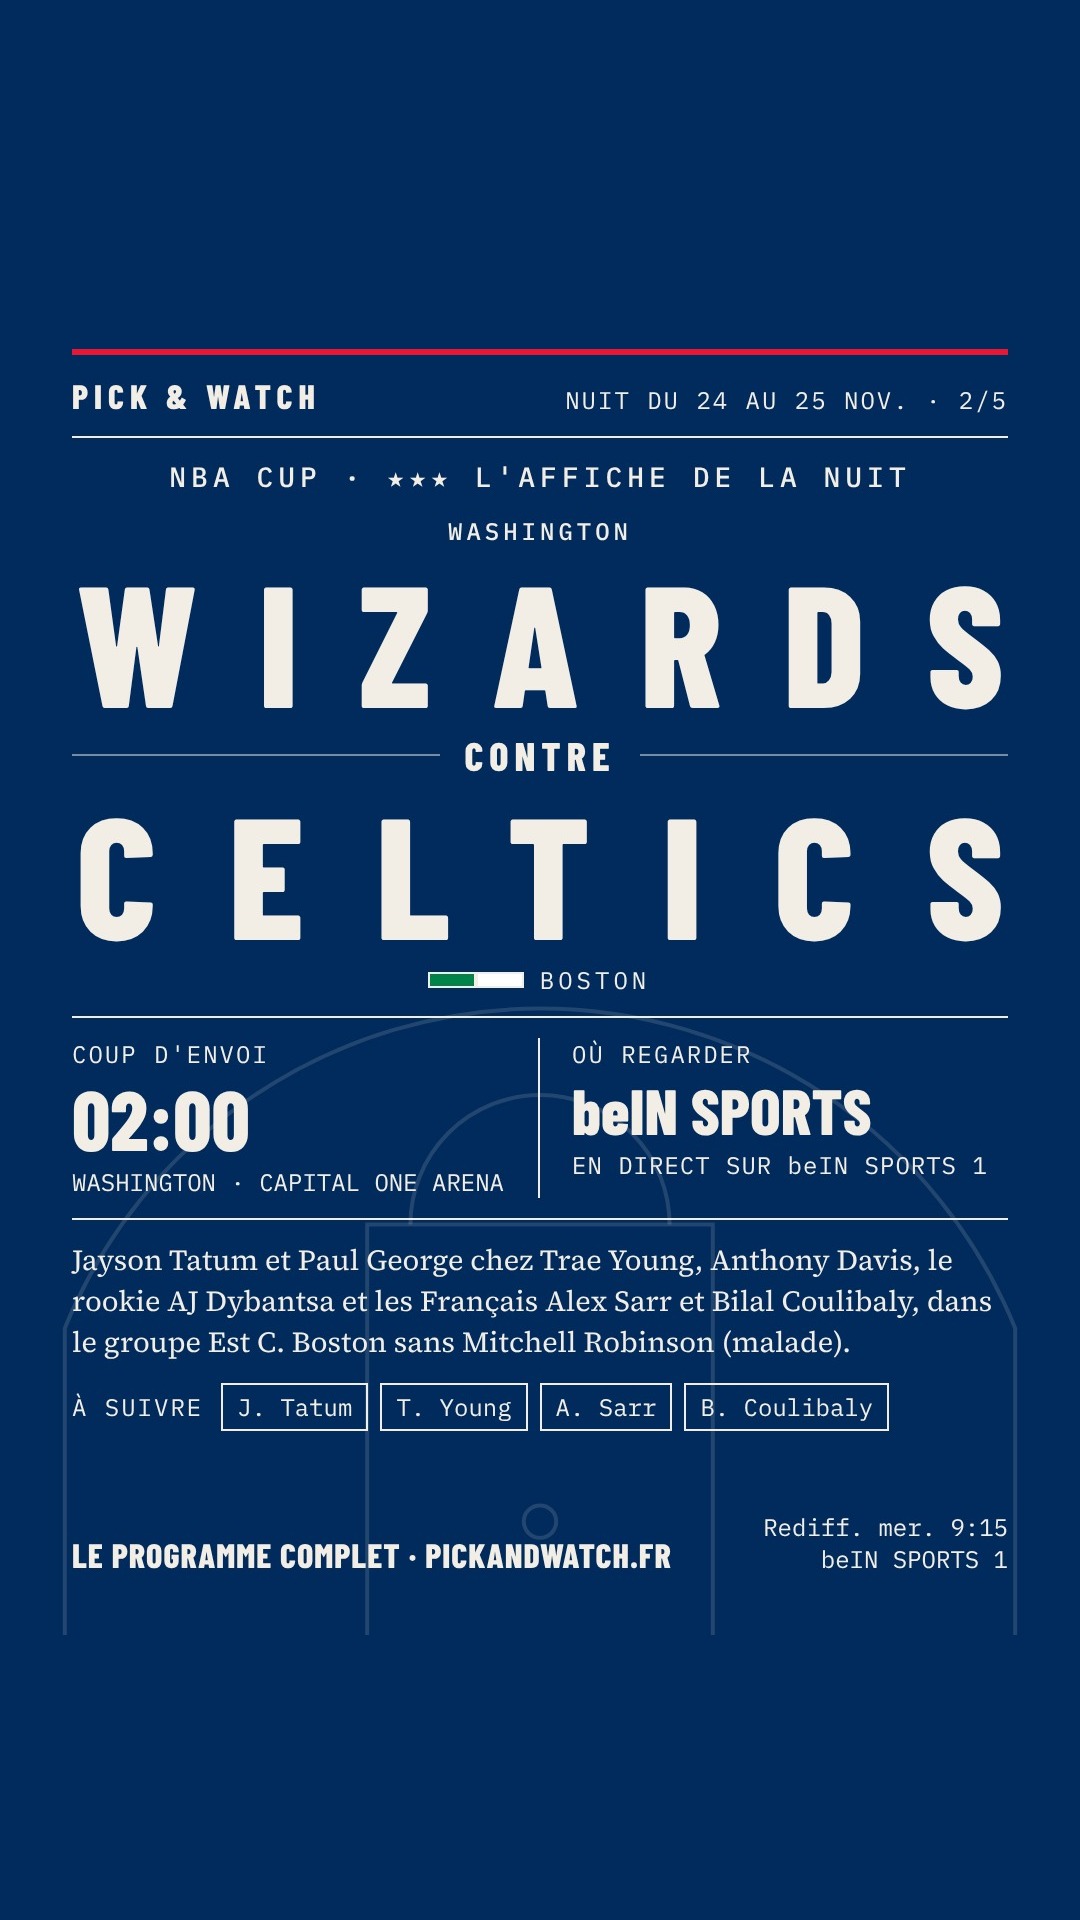 PICK & WATCH
NUIT DU 24 AU 25 NOV. · 2/5
NBA CUP · ★★★ L'AFFICHE DE LA NUIT
WASHINGTON
WIZARDS
CONTRE
CELTICS
BOSTON
COUP D'ENVOI
02:00
WASHINGTON · CAPITAL ONE ARENA
OÙ REGARDER
beIN SPORTS
EN DIRECT SUR beIN SPORTS 1
Jayson Tatum et Paul George chez Trae Young, Anthony Davis, le
rookie AJ Dybantsa et les Français Alex Sarr et Bilal Coulibaly, dans
le groupe Est C. Boston sans Mitchell Robinson (malade).
À SUIVRE J. Tatum T. Young A. Sarr B. Coulibaly
LE PROGRAMME COMPLET · PICKANDWATCH.FR
Rediff. mer. 9:15
beIN SPORTS 1